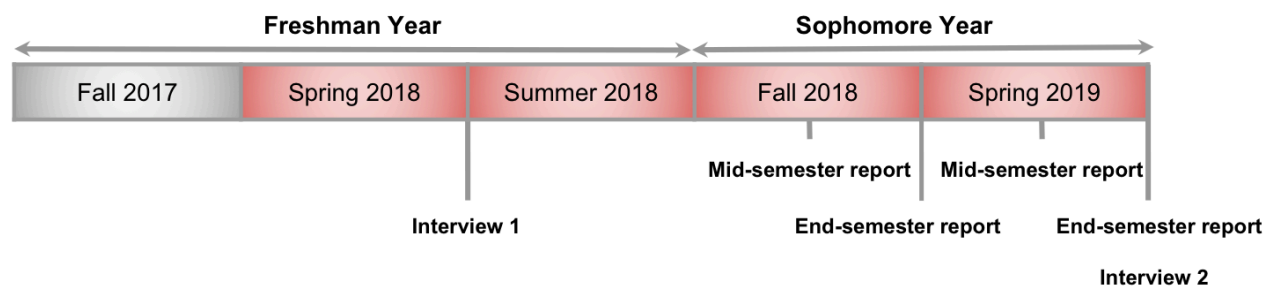 Freshman Year Sophomore Year
Fall 2017 Spring 2018 Summer 2018 Fall 2018 Spring 2019
Mid-semester report Mid-semester report
Interview 1 End-semester report End-semester report
Interview 2